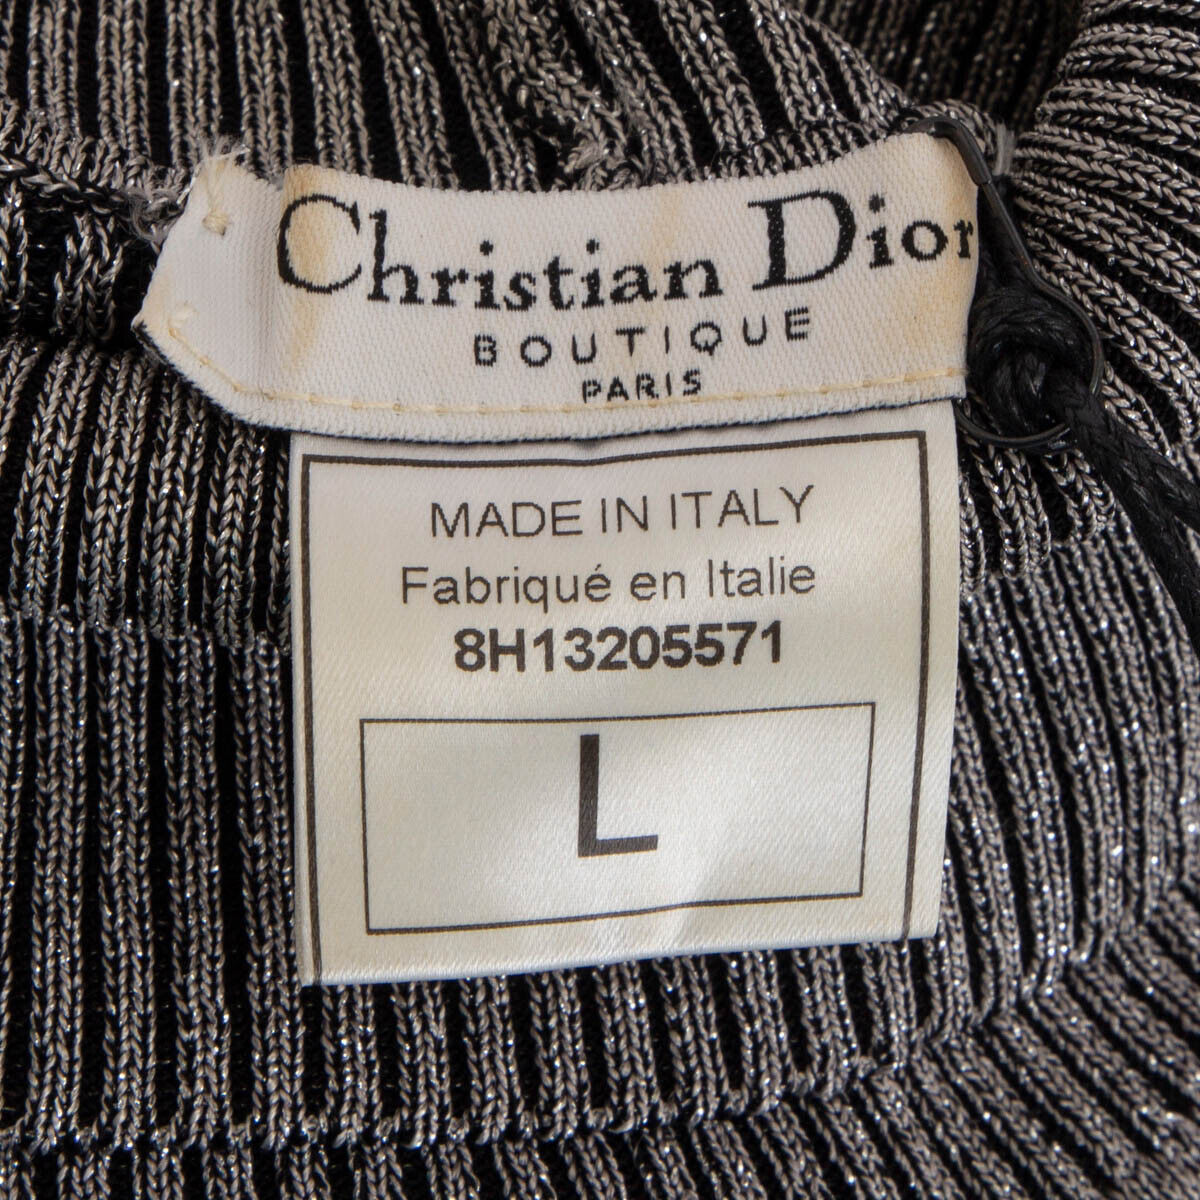 Christian Dior
BOUTIQUE
PARIS
MADE IN ITALY
Fabriqué en Italie
8H13205571
L